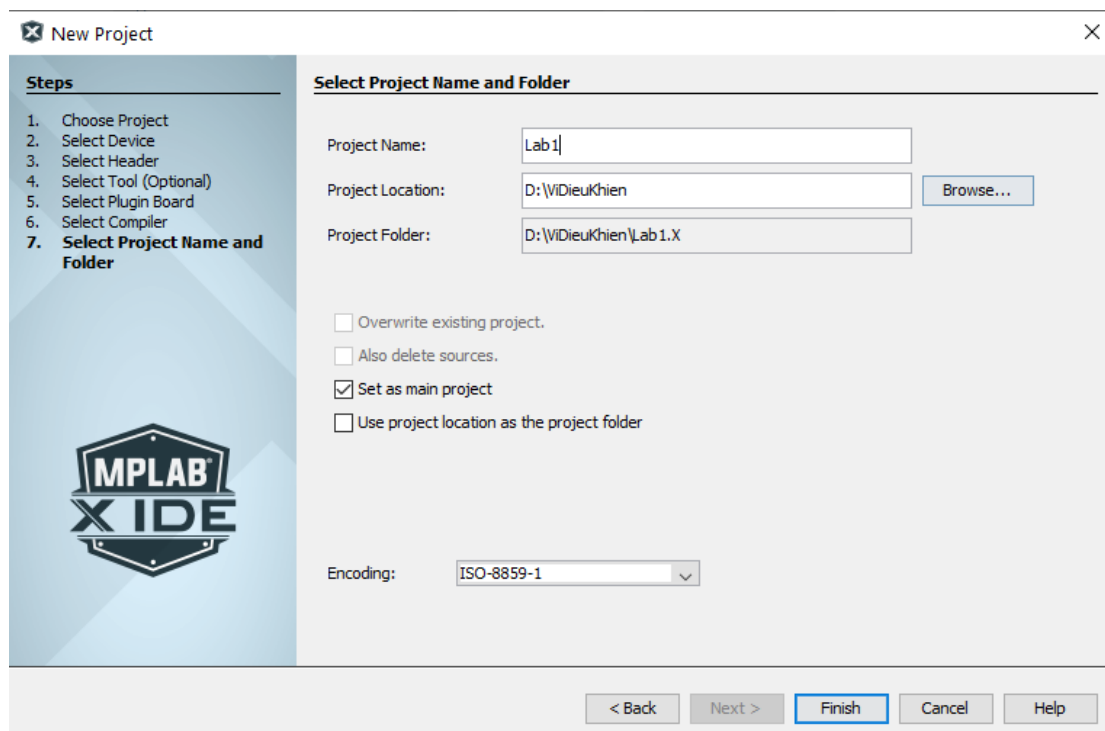 New Project
Steps
1. Choose Project
2. Select Device
3. Select Header
4. Select Tool (Optional)
5. Select Plugin Board
6. Select Compiler
7. Select Project Name and
Folder
MPLAB
X IDE
Select Project Name and Folder
Project Name: Lab1
Project Location: D:\ViDieuKhien Browse...
Project Folder: D:\ViDieuKhien\Lab1.X
Overwrite existing project.
Also delete sources.
Set as main project
Use project location as the project folder
Encoding: ISO-8859-1
< Back Next > Finish Cancel Help